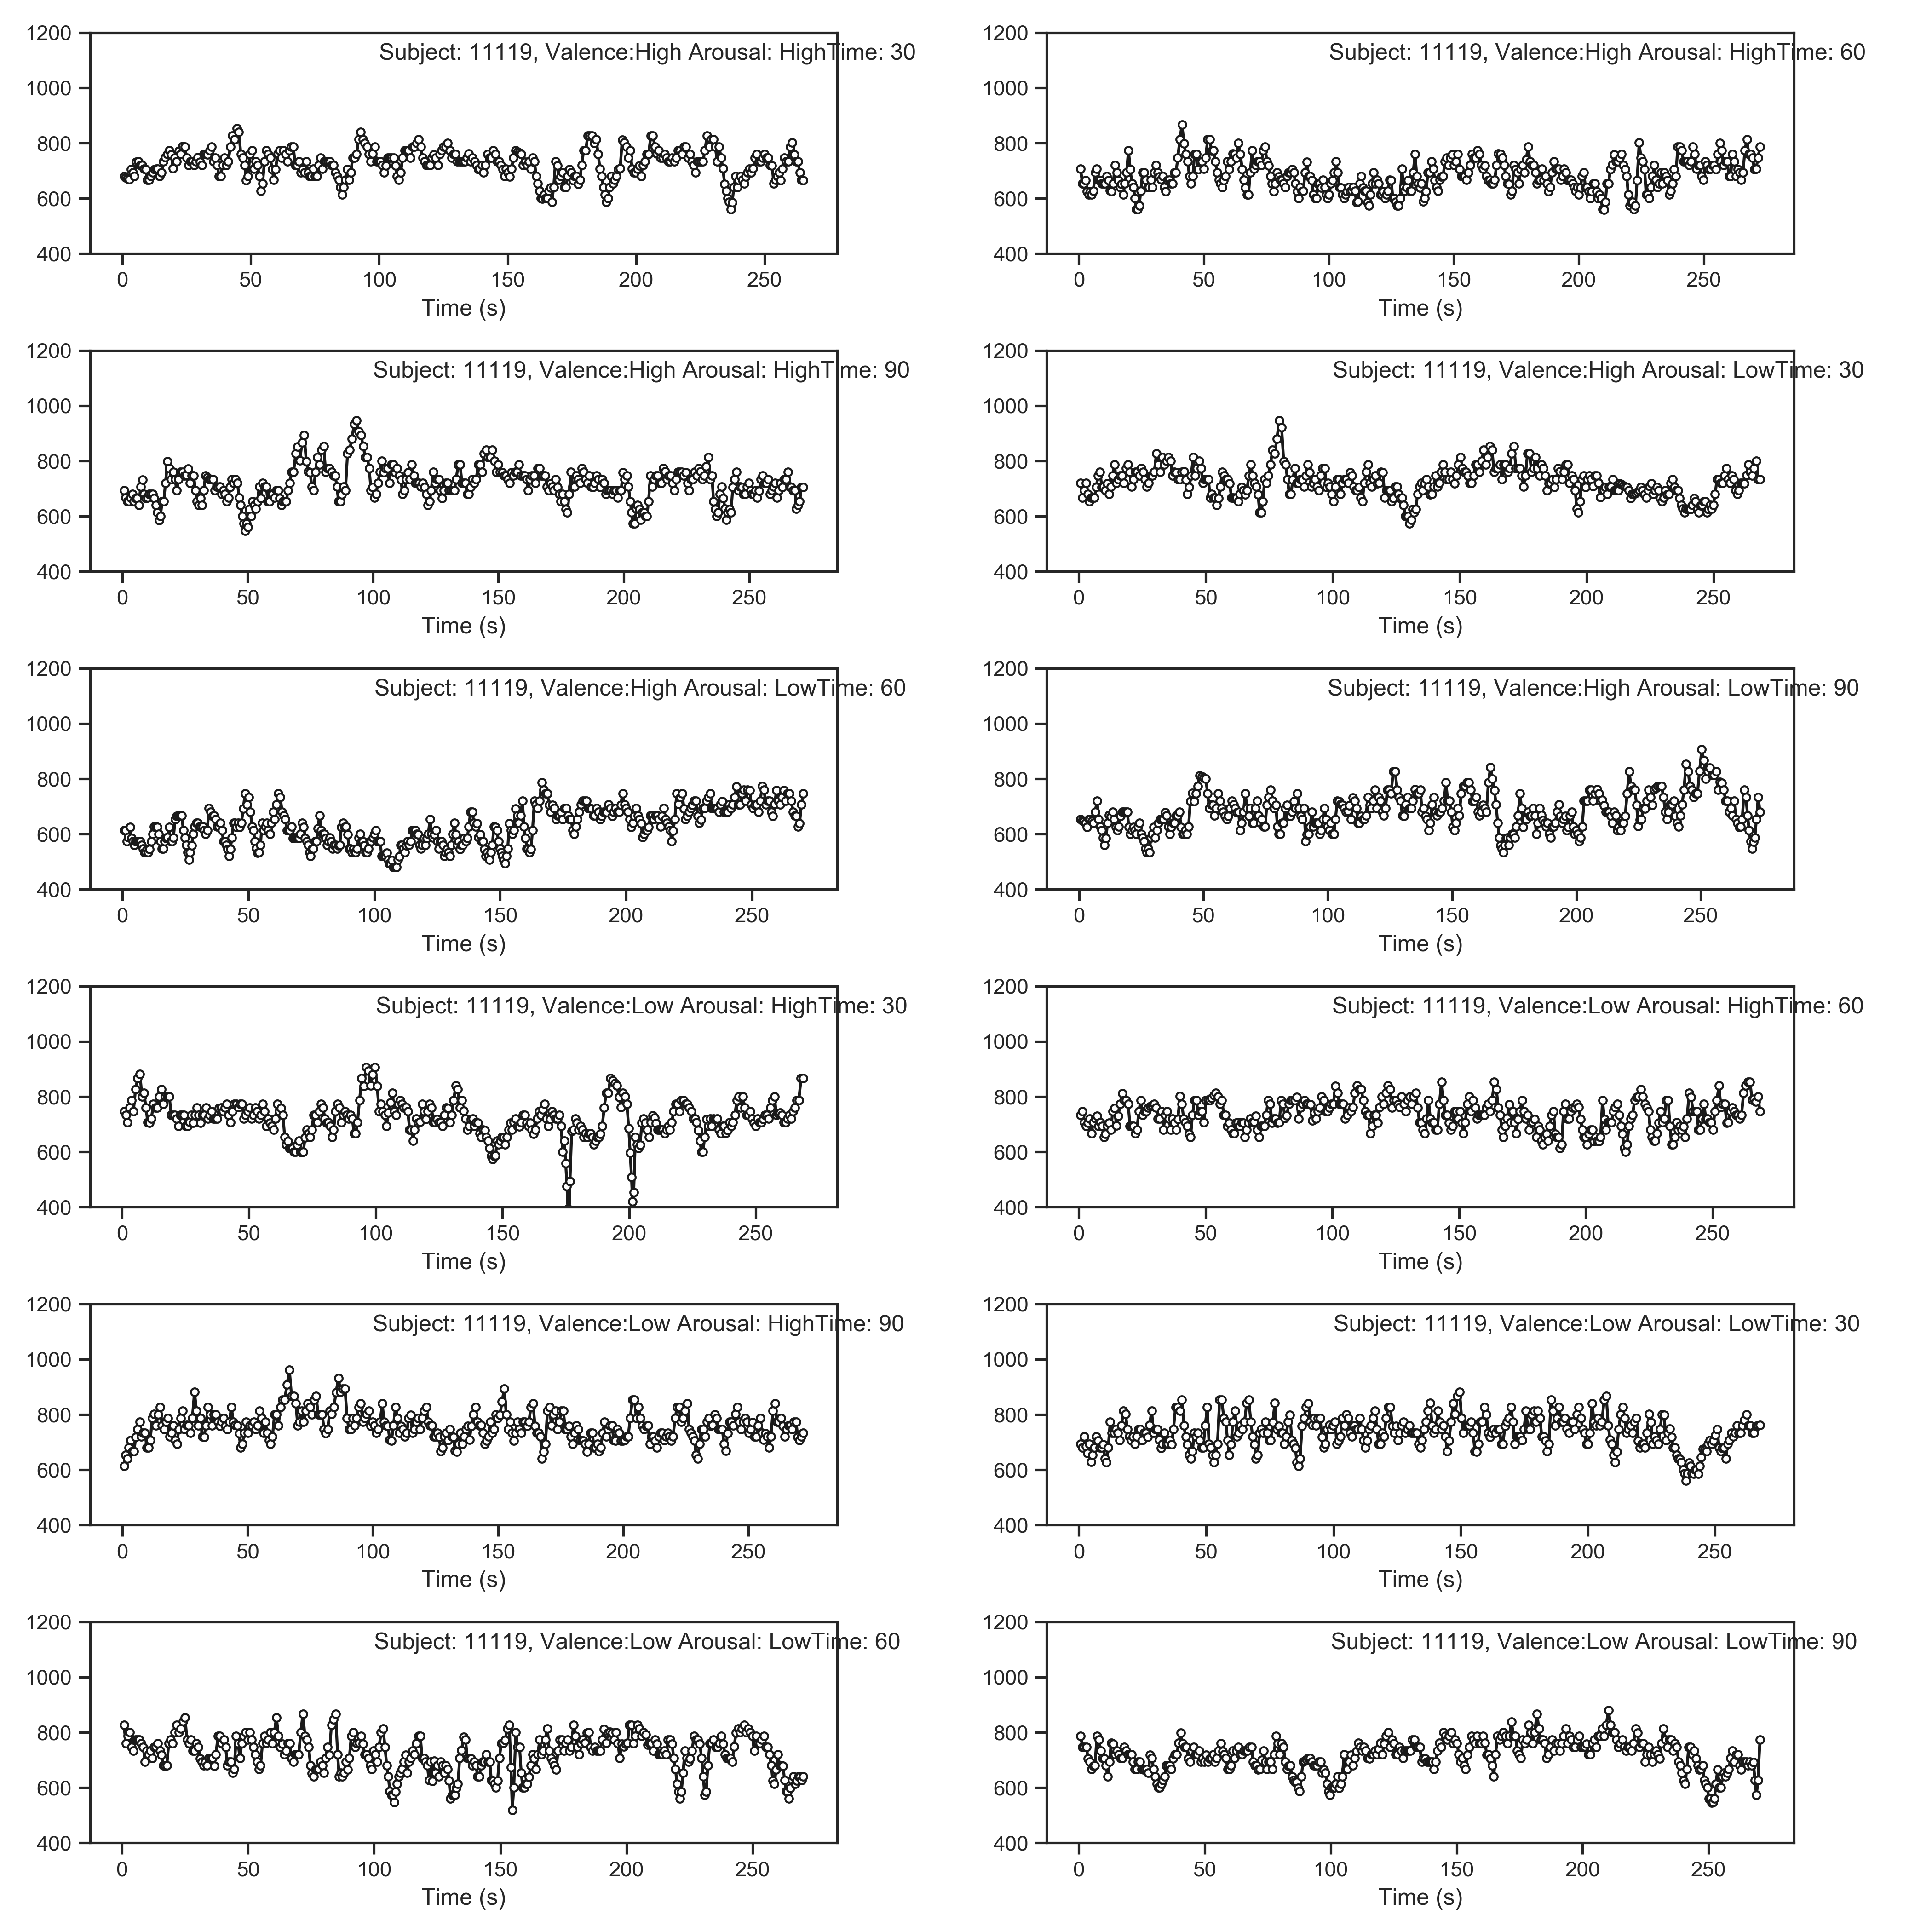 Subject: 11119, Valence:High Arousal: HighTime: 30
1200
1000
800
600
400
0 50 100 150 200 250
Time (s)
Subject: 11119, Valence:High Arousal: HighTime: 60
1200
1000
800
600
400
0 50 100 150 200 250
Time (s)
Subject: 11119, Valence:High Arousal: HighTime: 90
1200
1000
800
600
400
0 50 100 150 200 250
Time (s)
Subject: 11119, Valence:High Arousal: LowTime: 30
1200
1000
800
600
400
0 50 100 150 200 250
Time (s)
Subject: 11119, Valence:High Arousal: LowTime: 60
1200
1000
800
600
400
0 50 100 150 200 250
Time (s)
Subject: 11119, Valence:High Arousal: LowTime: 90
1200
1000
800
600
400
0 50 100 150 200 250
Time (s)
Subject: 11119, Valence:Low Arousal: HighTime: 30
1200
1000
800
600
400
0 50 100 150 200 250
Time (s)
Subject: 11119, Valence:Low Arousal: HighTime: 60
1200
1000
800
600
400
0 50 100 150 200 250
Time (s)
Subject: 11119, Valence:Low Arousal: HighTime: 90
1200
1000
800
600
400
0 50 100 150 200 250
Time (s)
Subject: 11119, Valence:Low Arousal: LowTime: 30
1200
1000
800
600
400
0 50 100 150 200 250
Time (s)
Subject: 11119, Valence:Low Arousal: LowTime: 60
1200
1000
800
600
400
0 50 100 150 200 250
Time (s)
Subject: 11119, Valence:Low Arousal: LowTime: 90
1200
1000
800
600
400
0 50 100 150 200 250
Time (s)